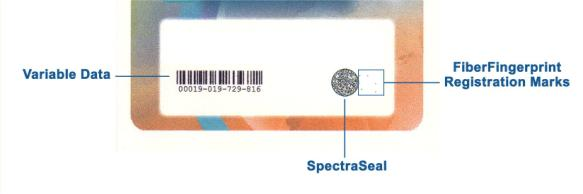 Variable Data
00019-019-729-816
FiberFingerprint
Registration Marks
SpectraSeal